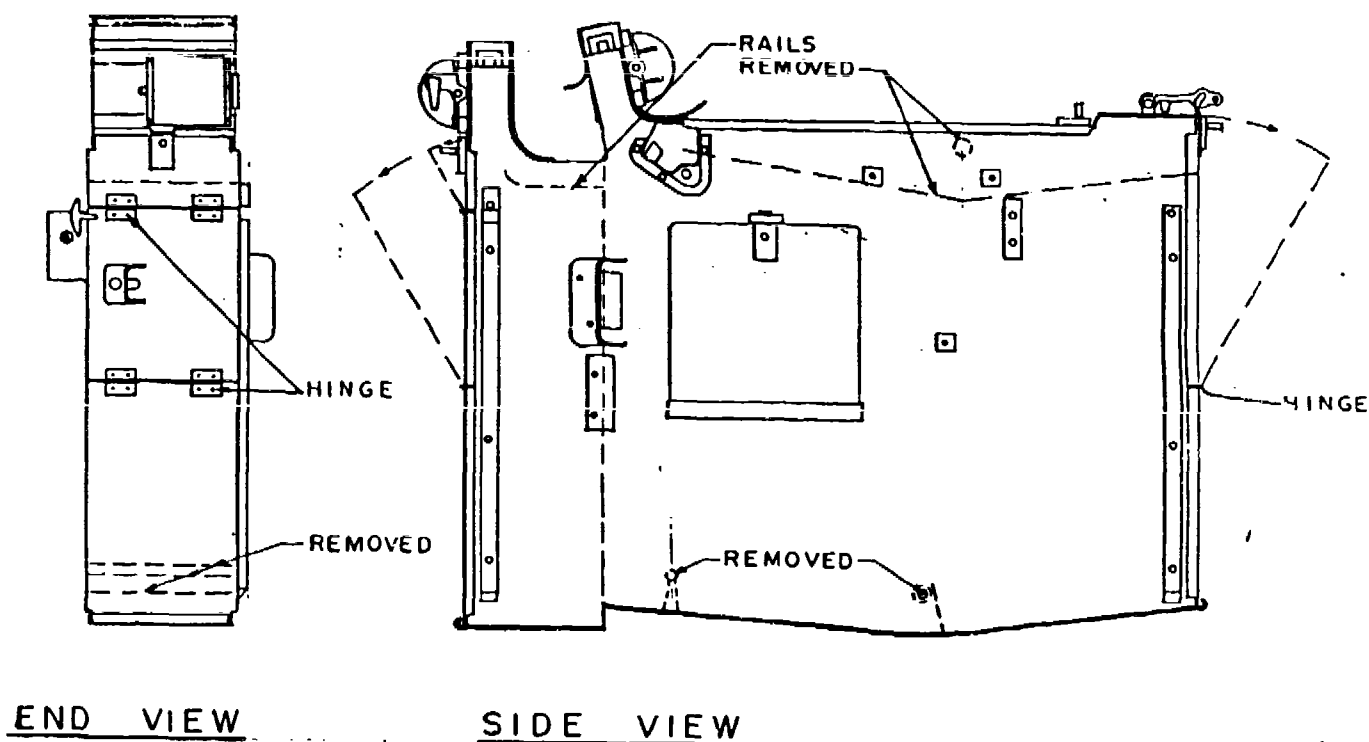 RAILS
REMOVED
HINGE
HINGE
REMOVED
REMOVED
END VIEW
SIDE VIEW